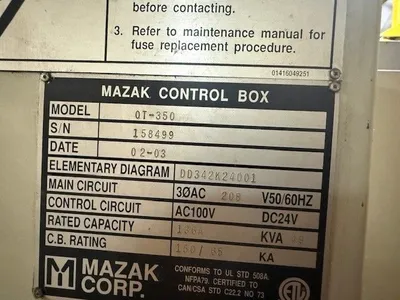 before contacting.
3. Refer to maintenance manual for
fuse replacement procedure.
01416049251
MAZAK CONTROL BOX
MODEL QT-350
S/N 158499
DATE 02-03
ELEMENTARY DIAGRAM DD342K24001
MAIN CIRCUIT 3ØAC 208 V50/60HZ
CONTROL CIRCUIT AC100V DC24V
RATED CAPACITY KVA
C.B. RATING KA
M MAZAK CORP.
CONFORMS TO UL STD 508A,
NFPA79. CERTIFIED TO
CAN/CSA STD C22.2 NO 73